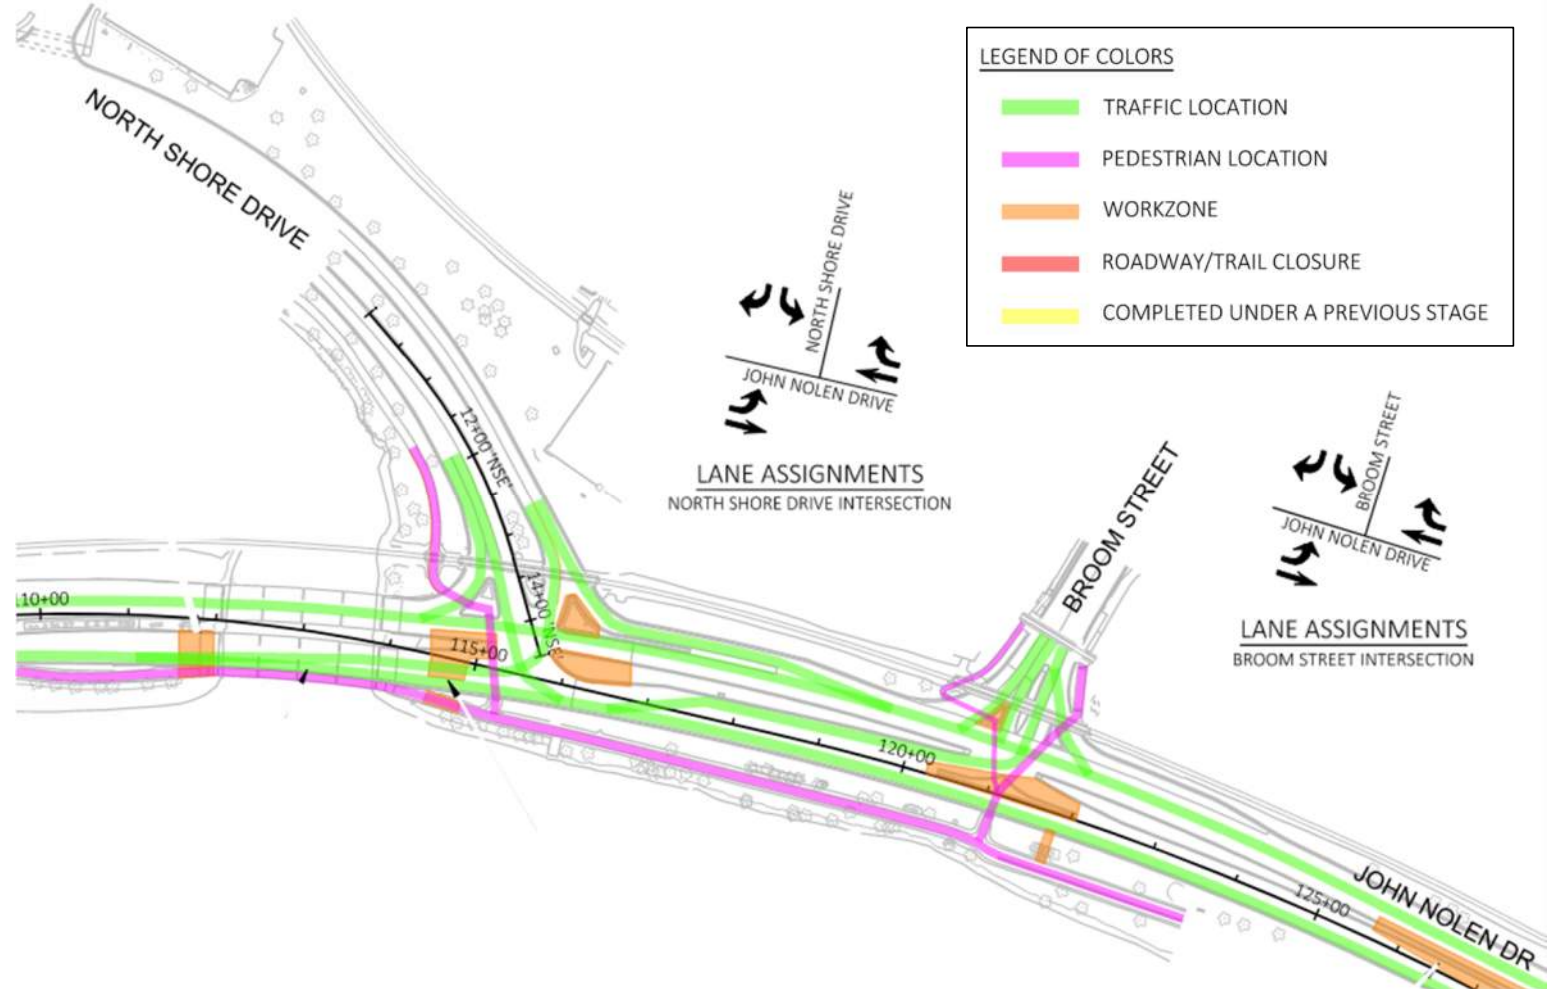 LEGEND OF COLORS
TRAFFIC LOCATION
PEDESTRIAN LOCATION
WORKZONE
ROADWAY/TRAIL CLOSURE
COMPLETED UNDER A PREVIOUS STAGE
NORTH SHORE DRIVE
NORTH SHORE DRIVE
JOHN NOLEN DRIVE
LANE ASSIGNMENTS
NORTH SHORE DRIVE INTERSECTION
BROOM STREET
BROOM STREET
JOHN NOLEN DRIVE
LANE ASSIGNMENTS
BROOM STREET INTERSECTION
12+00 'NSE'
14+00 'NSE'
110+00
115+00
120+00
125+00
JOHN NOLEN DR